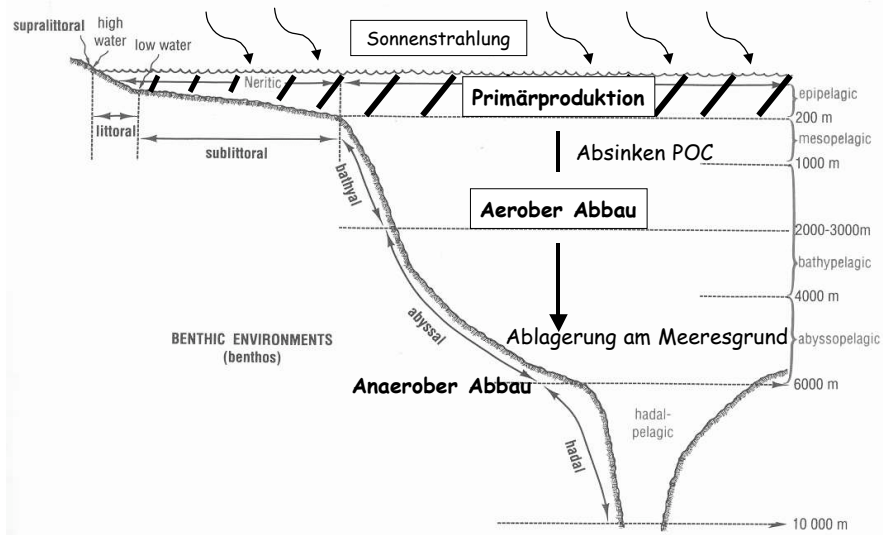 supralittoral
high
water
low water
Sonnenstrahlung
Neritic
Primärproduktion
epipelagic
200 m
littoral
sublittoral
mesopelagic
Absinken POC
1000 m
bathyal
Aerober Abbau
2000-3000m
bathypelagic
4000 m
abyssal
BENTHIC ENVIRONMENTS
(benthos)
Ablagerung am Meeresgrund
abyssopelagic
Anaerober Abbau
6000 m
hadal-
pelagic
hadal
10 000 m